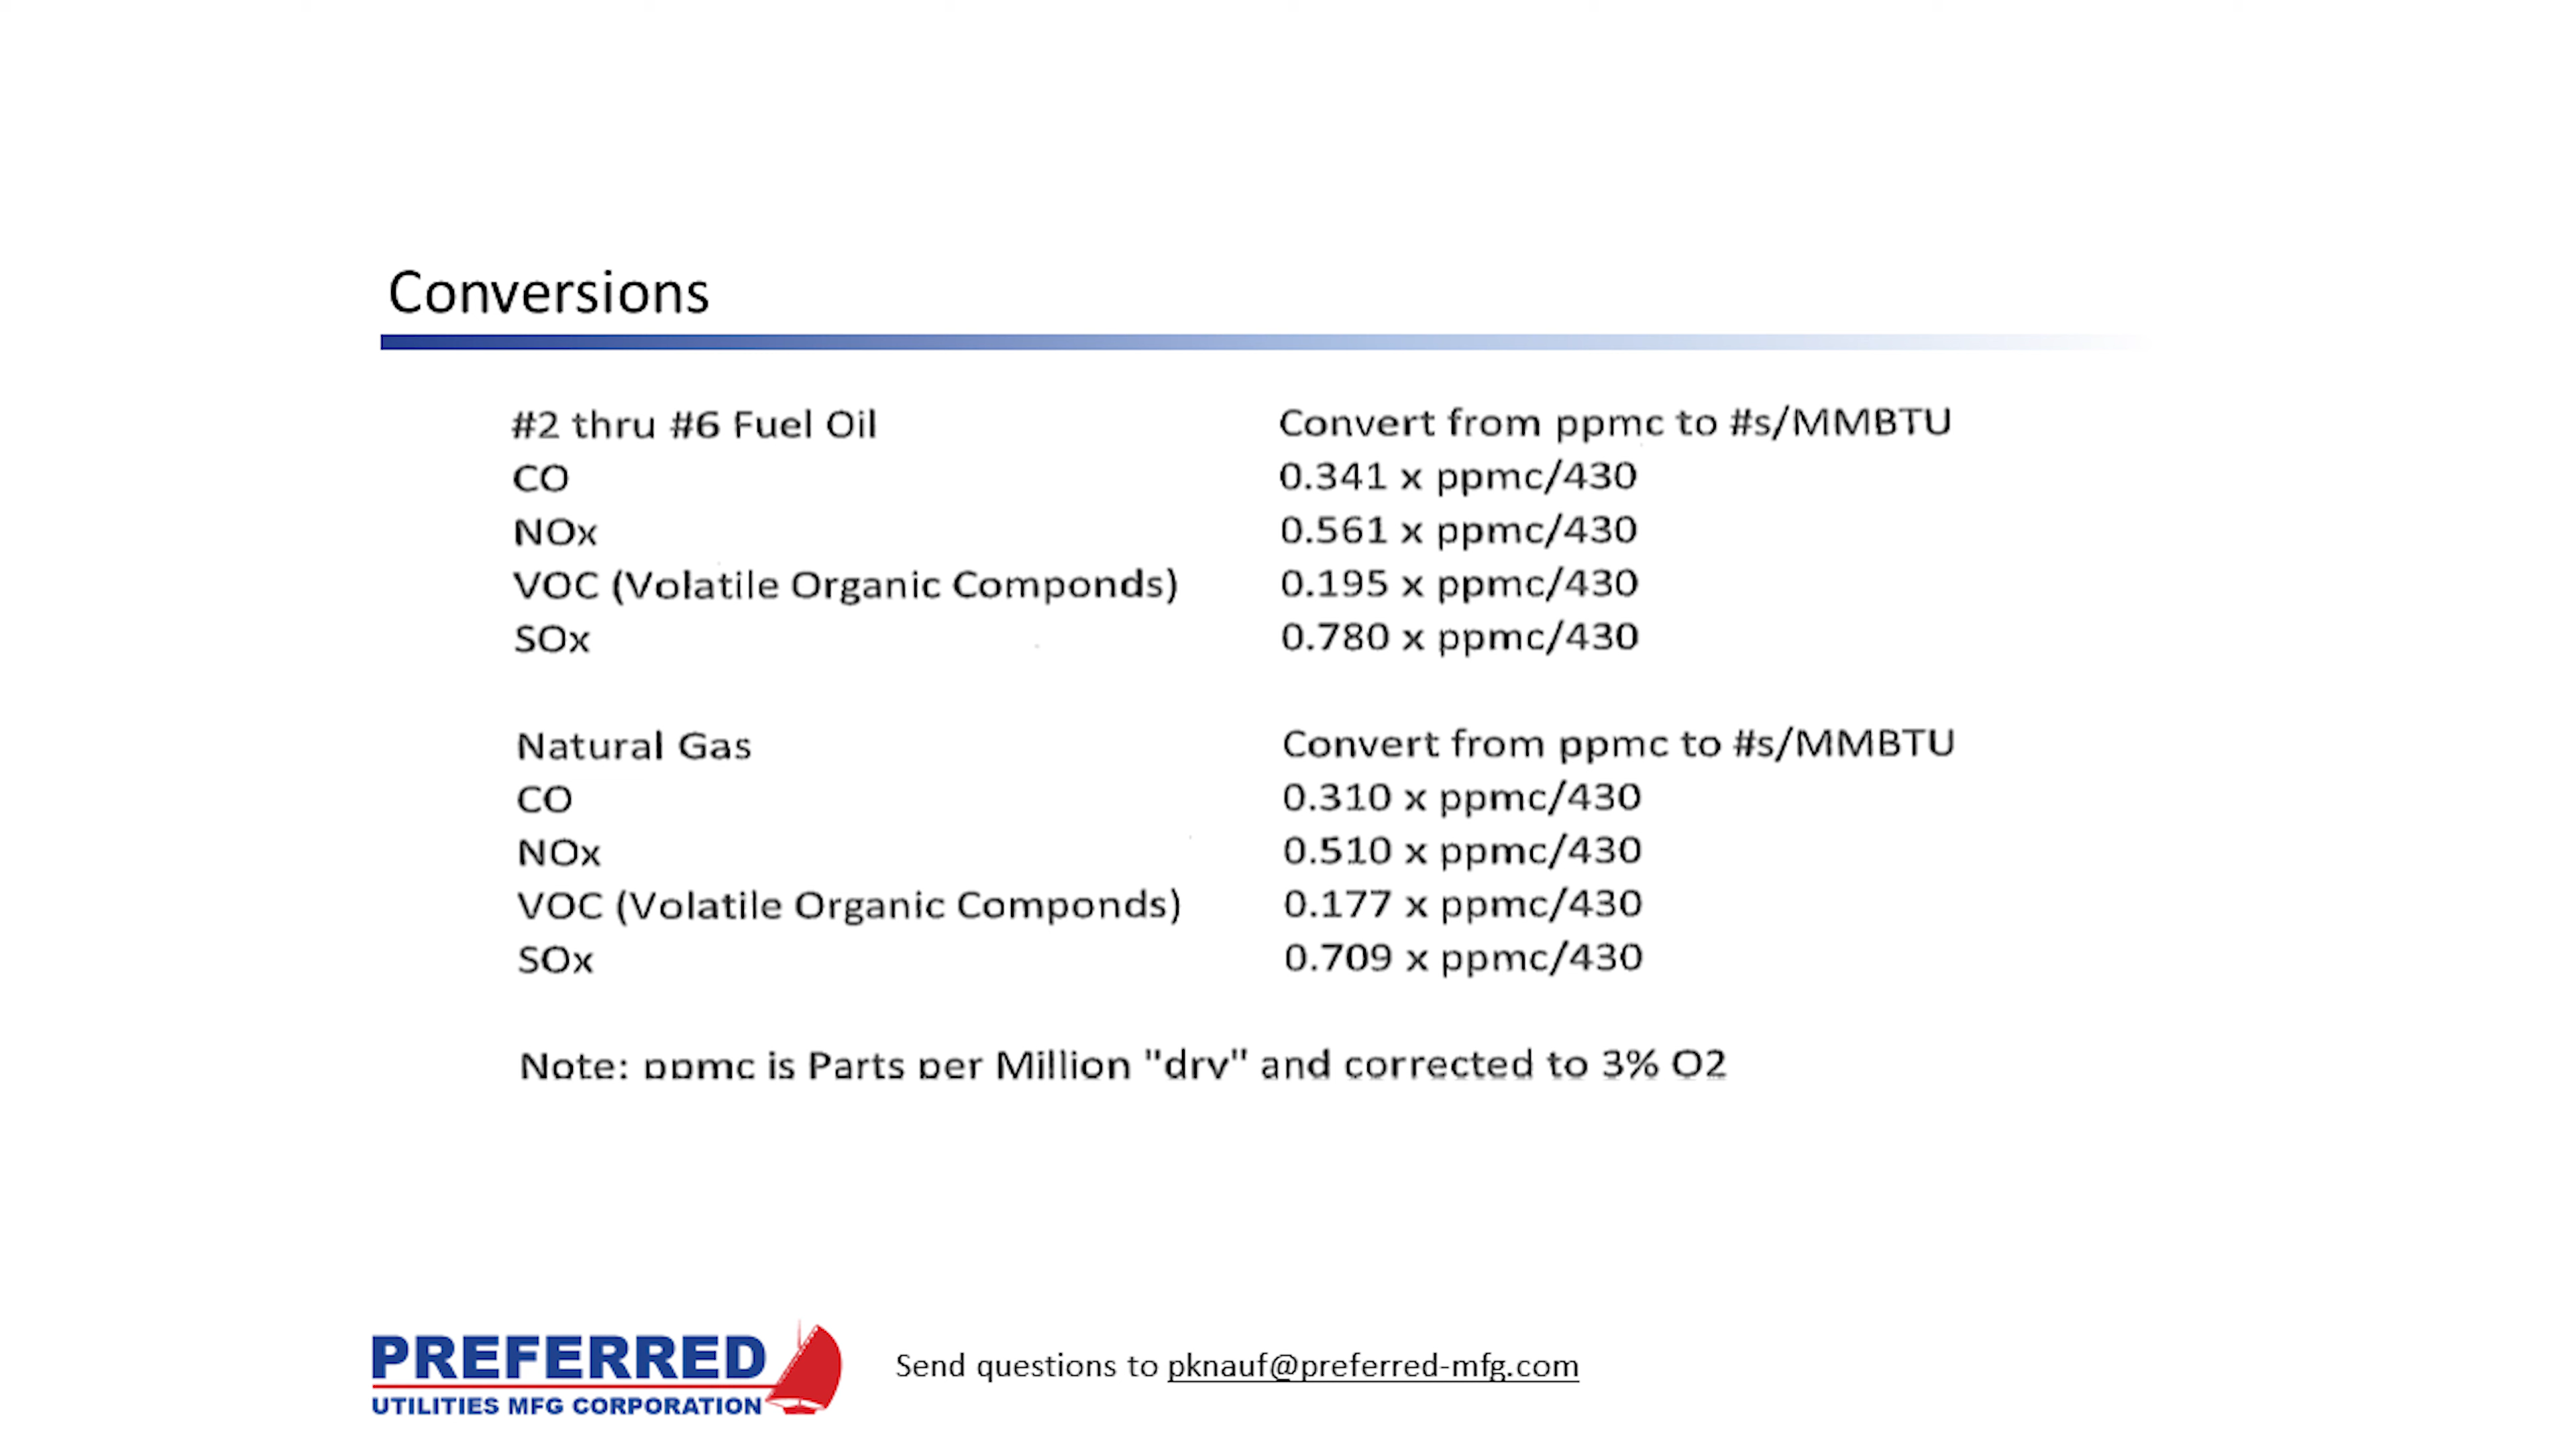 Conversions
#2 thru #6 Fuel Oil Convert from ppmc to #s/MMBTU
CO 0.341 x ppmc/430
NOx 0.561 x ppmc/430
VOC (Volatile Organic Componds) 0.195 x ppmc/430
SOx 0.780 x ppmc/430
Natural Gas Convert from ppmc to #s/MMBTU
CO 0.310 x ppmc/430
NOx 0.510 x ppmc/430
VOC (Volatile Organic Componds) 0.177 x ppmc/430
SOx 0.709 x ppmc/430
Note: ppmc is Parts per Million "dry" and corrected to 3% O2
PREFERRED
UTILITIES MFG CORPORATION
Send questions to pknauf@preferred-mfg.com